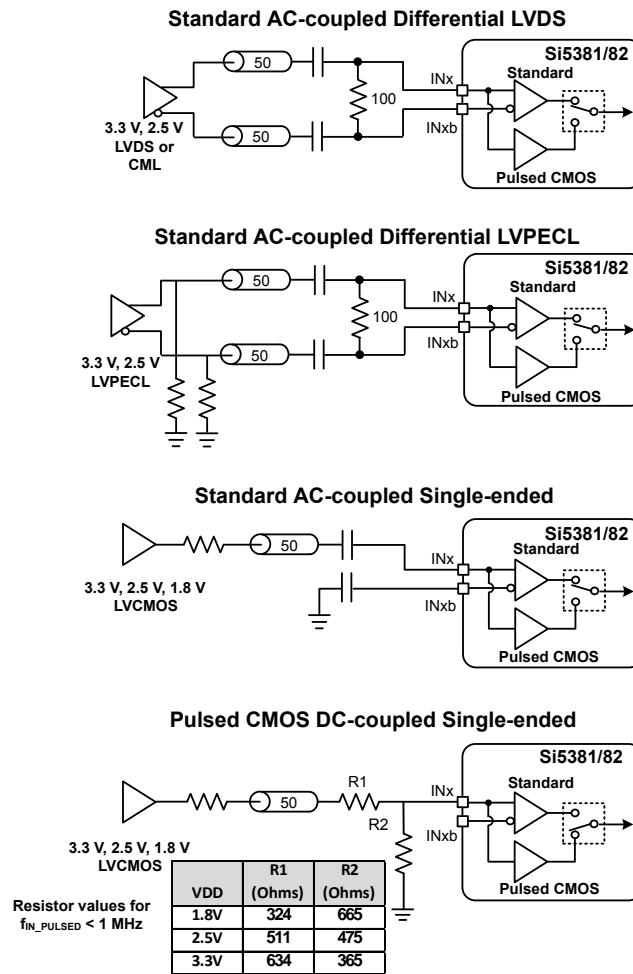 Standard AC-coupled Differential LVDS
Si5381/82
Standard
50
INx
100
3.3 V, 2.5 V
LVDS or
CML
50
INxb
Pulsed CMOS
Standard AC-coupled Differential LVPECL
Si5381/82
Standard
50
INx
100
3.3 V, 2.5 V
LVPECL
50
INxb
Pulsed CMOS
Standard AC-coupled Single-ended
Si5381/82
Standard
50
INx
3.3 V, 2.5 V, 1.8 V
LVCMOS
INxb
Pulsed CMOS
Pulsed CMOS DC-coupled Single-ended
Si5381/82
Standard
50
R1
INx
R2
INxb
3.3 V, 2.5 V, 1.8 V
LVCMOS
Pulsed CMOS
Resistor values for
fIN_PULSED < 1 MHz
VDD R1 (Ohms) R2 (Ohms)
1.8V 324 665
2.5V 511 475
3.3V 634 365